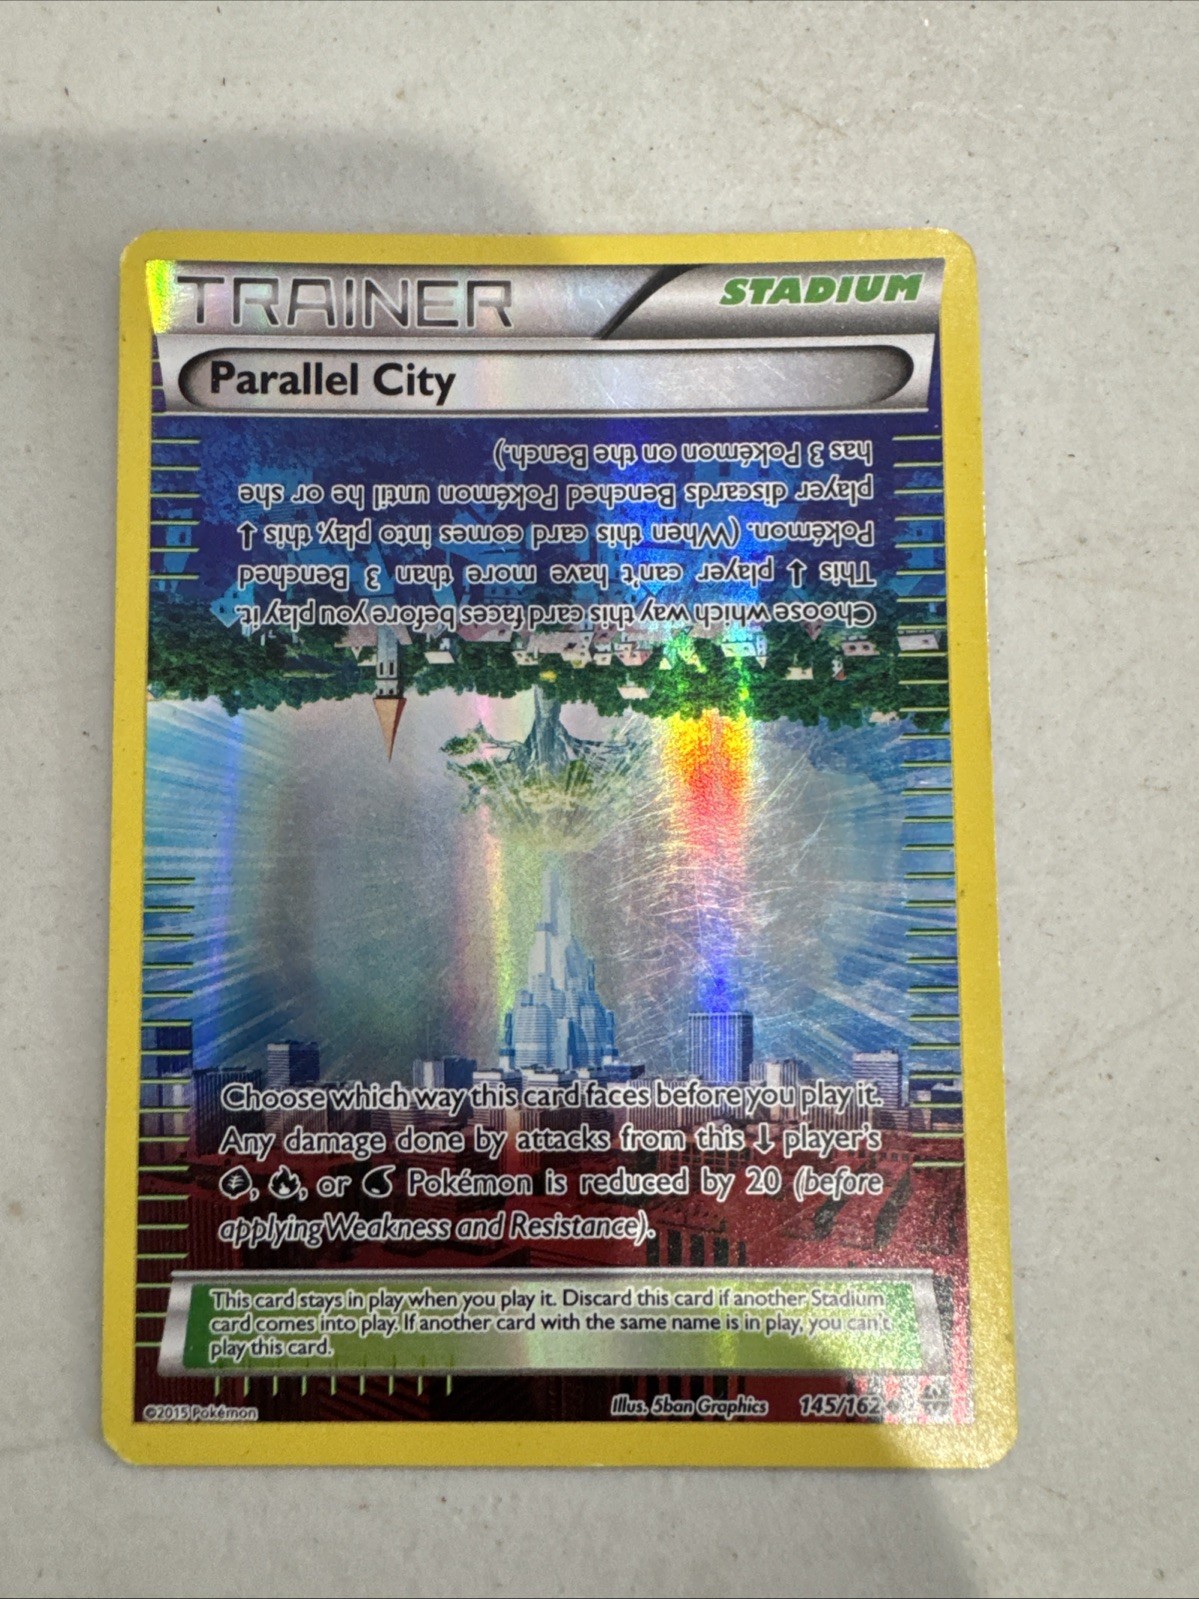 TRAINER
STADIUM
Parallel City
Choose which way this card faces before you play it.
This ↑ player can't have more than 3 Benched
Pokémon. (When this card comes into play, this ↑
player discards Benched Pokémon until he or she
has 3 Pokémon on the Bench.)
Choose which way this card faces before you play it.
Any damage done by attacks from this ↓ player's
, , or Pokémon is reduced by 20 (before
applying Weakness and Resistance).
This card stays in play when you play it. Discard this card if another Stadium
card comes into play. If another card with the same name is in play, you can't
play this card.
©2015 Pokémon
Illus. 5ban Graphics
145/162